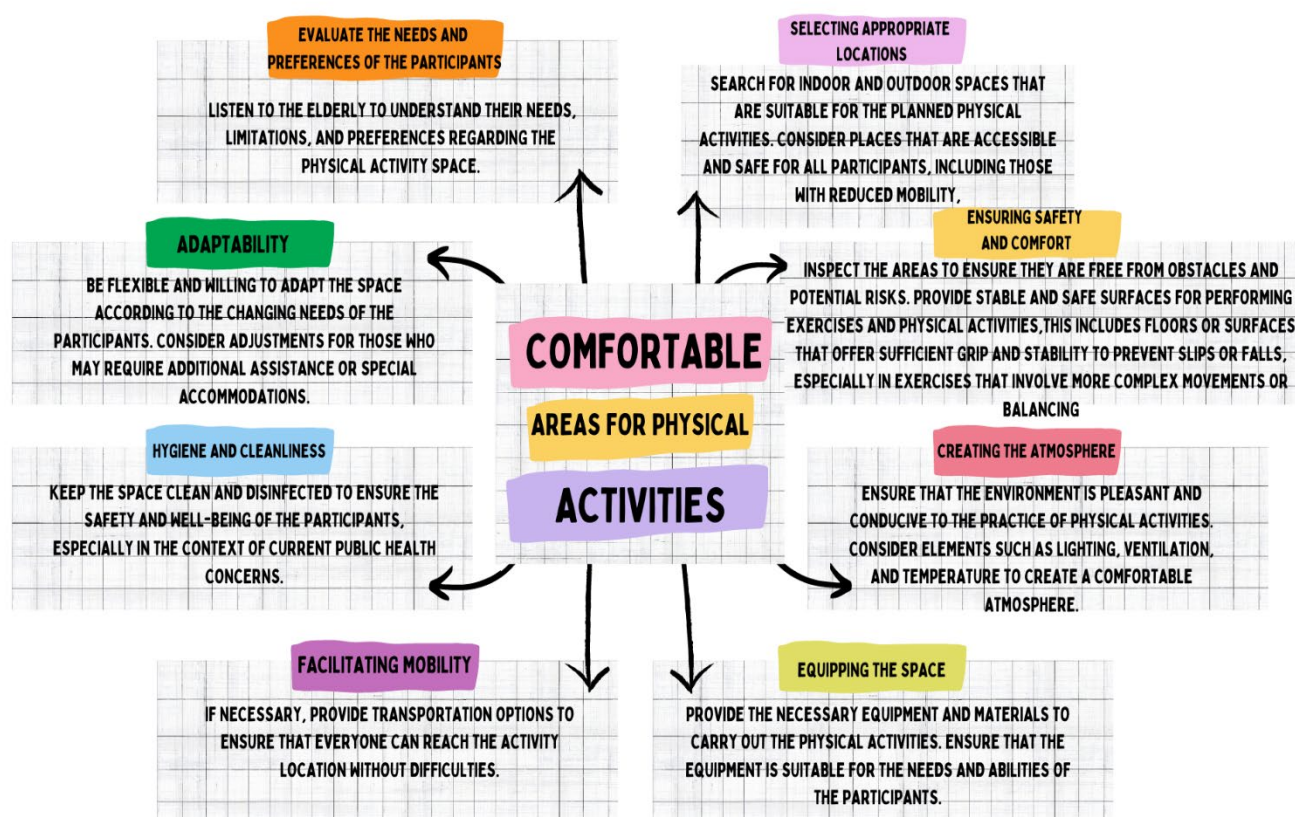 EVALUATE THE NEEDS AND
PREFERENCES OF THE PARTICIPANTS
LISTEN TO THE ELDERLY TO UNDERSTAND THEIR NEEDS,
LIMITATIONS, AND PREFERENCES REGARDING THE
PHYSICAL ACTIVITY SPACE.
SELECTING APPROPRIATE
LOCATIONS
SEARCH FOR INDOOR AND OUTDOOR SPACES THAT
ARE SUITABLE FOR THE PLANNED PHYSICAL
ACTIVITIES. CONSIDER PLACES THAT ARE ACCESSIBLE
AND SAFE FOR ALL PARTICIPANTS, INCLUDING THOSE
WITH REDUCED MOBILITY,
ADAPTABILITY
BE FLEXIBLE AND WILLING TO ADAPT THE SPACE
ACCORDING TO THE CHANGING NEEDS OF THE
PARTICIPANTS. CONSIDER ADJUSTMENTS FOR THOSE WHO
MAY REQUIRE ADDITIONAL ASSISTANCE OR SPECIAL
ACCOMMODATIONS.
ENSURING SAFETY
AND COMFORT
INSPECT THE AREAS TO ENSURE THEY ARE FREE FROM OBSTACLES AND
POTENTIAL RISKS. PROVIDE STABLE AND SAFE SURFACES FOR PERFORMING
EXERCISES AND PHYSICAL ACTIVITIES,THIS INCLUDES FLOORS OR SURFACES
THAT OFFER SUFFICIENT GRIP AND STABILITY TO PREVENT SLIPS OR FALLS,
ESPECIALLY IN EXERCISES THAT INVOLVE MORE COMPLEX MOVEMENTS OR
BALANCING
COMFORTABLE
AREAS FOR PHYSICAL
ACTIVITIES
HYGIENE AND CLEANLINESS
KEEP THE SPACE CLEAN AND DISINFECTED TO ENSURE THE
SAFETY AND WELL-BEING OF THE PARTICIPANTS,
ESPECIALLY IN THE CONTEXT OF CURRENT PUBLIC HEALTH
CONCERNS.
CREATING THE ATMOSPHERE
ENSURE THAT THE ENVIRONMENT IS PLEASANT AND
CONDUCIVE TO THE PRACTICE OF PHYSICAL ACTIVITIES.
CONSIDER ELEMENTS SUCH AS LIGHTING, VENTILATION,
AND TEMPERATURE TO CREATE A COMFORTABLE
ATMOSPHERE.
FACILITATING MOBILITY
IF NECESSARY, PROVIDE TRANSPORTATION OPTIONS TO
ENSURE THAT EVERYONE CAN REACH THE ACTIVITY
LOCATION WITHOUT DIFFICULTIES.
EQUIPPING THE SPACE
PROVIDE THE NECESSARY EQUIPMENT AND MATERIALS TO
CARRY OUT THE PHYSICAL ACTIVITIES. ENSURE THAT THE
EQUIPMENT IS SUITABLE FOR THE NEEDS AND ABILITIES OF
THE PARTICIPANTS.